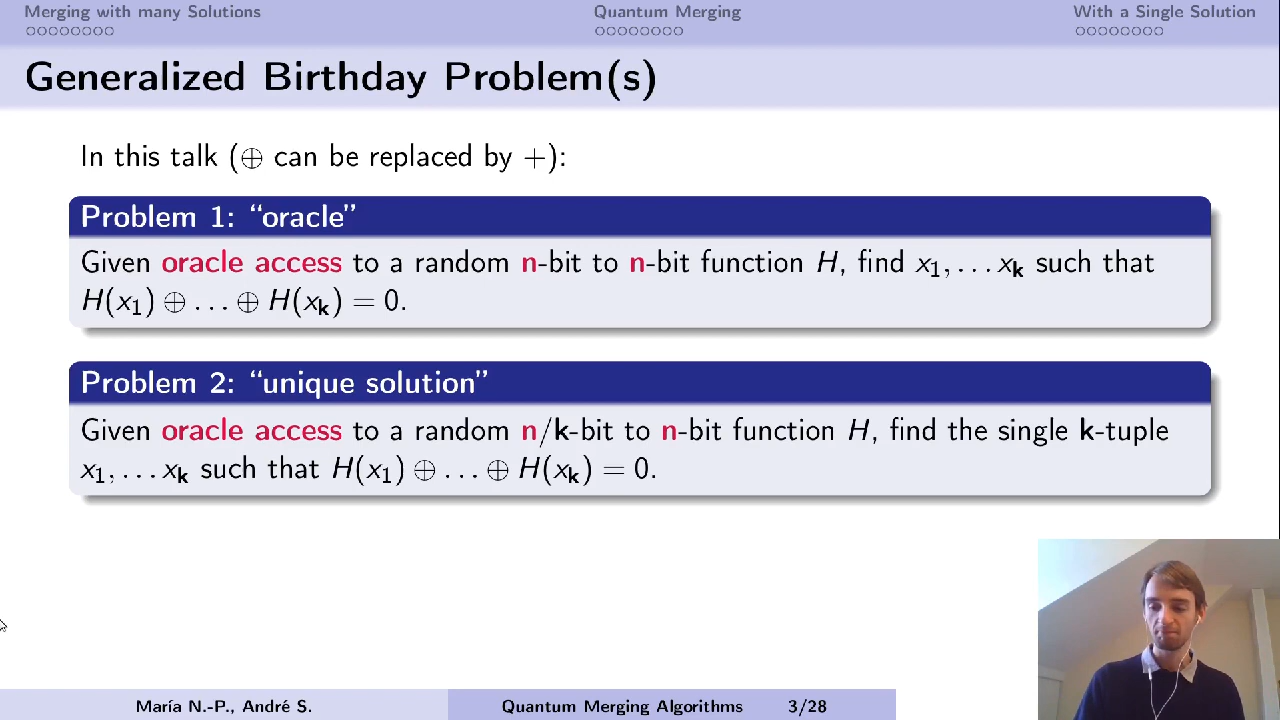 Merging with many Solutions
Quantum Merging
With a Single Solution
Generalized Birthday Problem(s)
In this talk (⊕ can be replaced by +):
Problem 1: “oracle”
Given oracle access to a random n-bit to n-bit function H, find x₁, . . . xₖ such that
H(x₁) ⊕ . . . ⊕ H(xₖ) = 0.
Problem 2: “unique solution”
Given oracle access to a random n/k-bit to n-bit function H, find the single k-tuple
x₁, . . . xₖ such that H(x₁) ⊕ . . . ⊕ H(xₖ) = 0.
María N.-P., André S.
Quantum Merging Algorithms
3/28